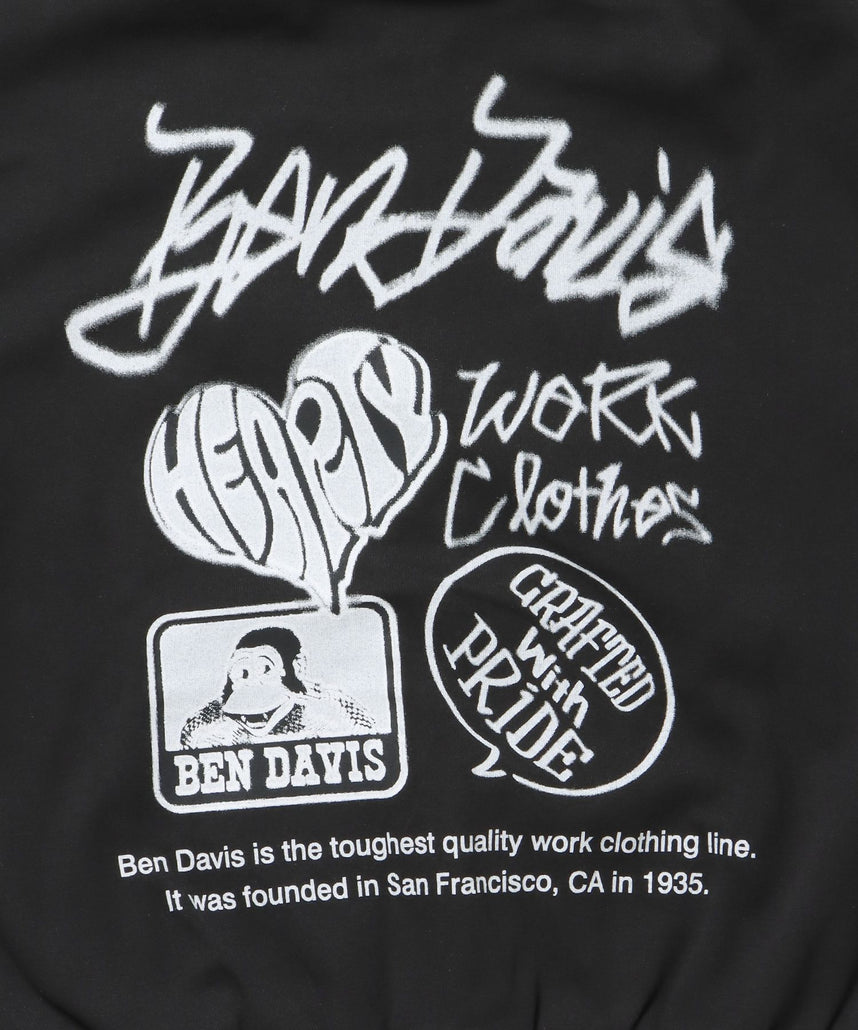 Ben Davis
HEARTY
WORK
Clothes
CRAFTED
With
PRiDE
BEN DAVIS
Ben Davis is the toughest quality work clothing line.
It was founded in San Francisco, CA in 1935.